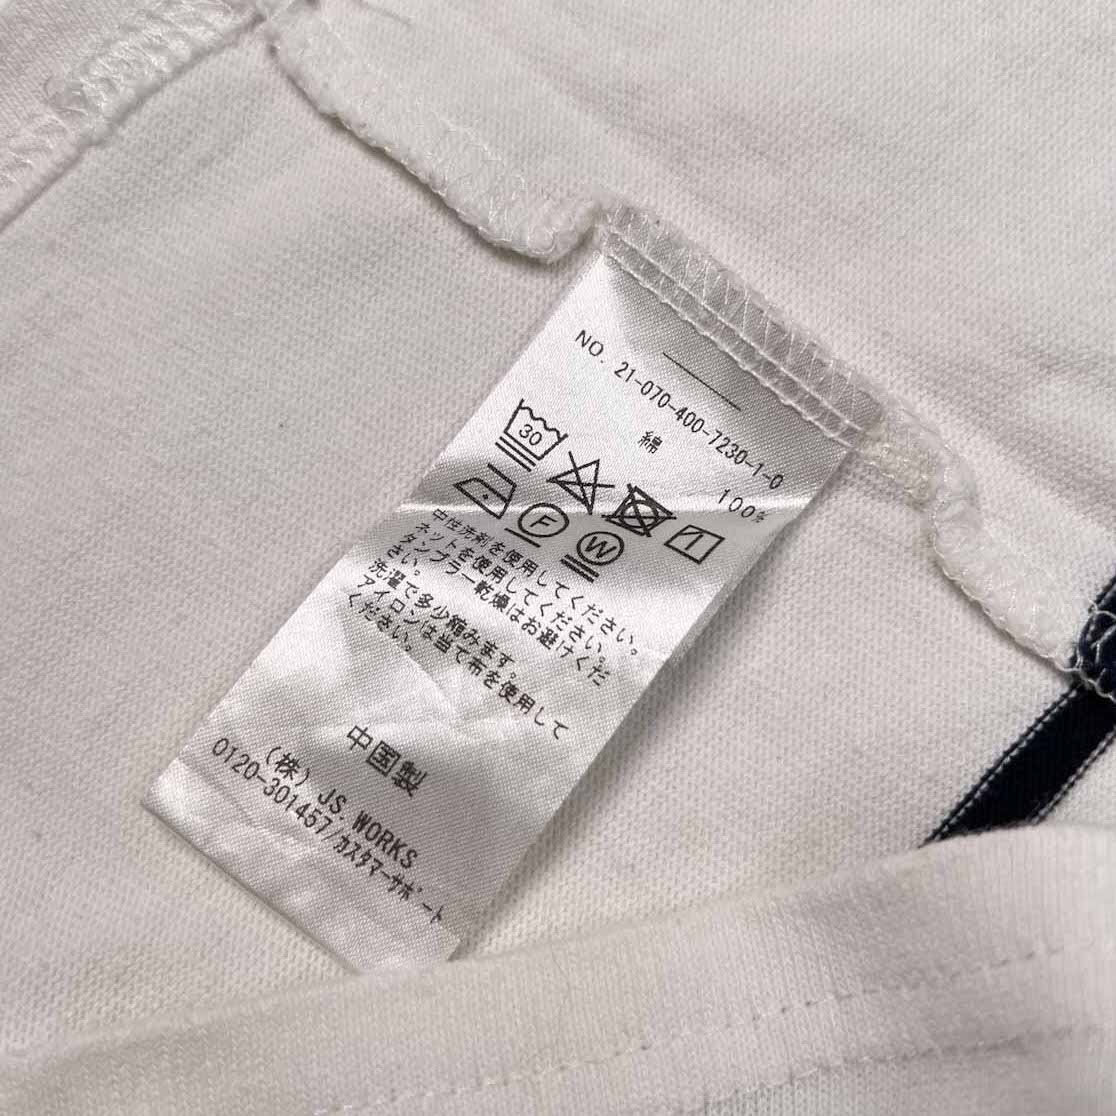 NO. 21-070-400-7230-1-0
綿 100%
30
F W
中性洗剤を使用してください。
ネットを使用してください。
タンブラー乾燥はお避けくだ
さい。
洗濯で多少縮みます。
アイロンは当て布を使用して
ください。
中国製
(株) JS. WORKS
0120-301457/カスタマーサポート